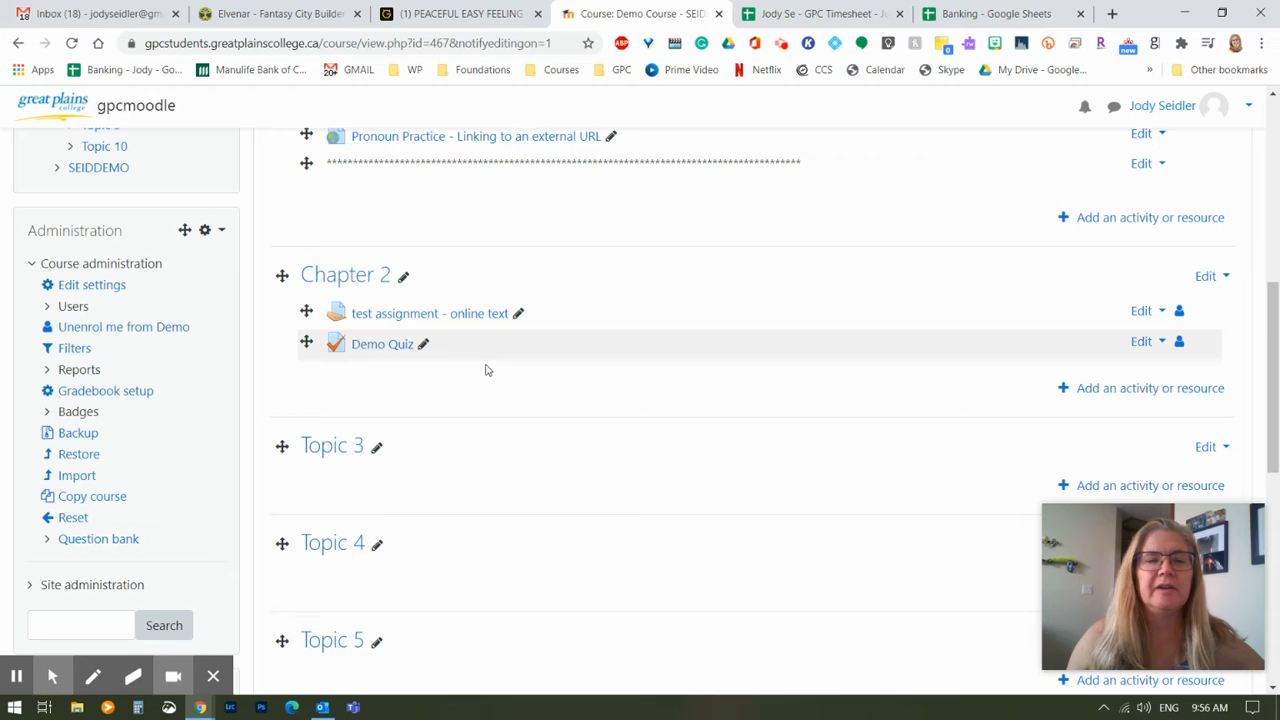 Inbox (18) - jodyseidler@gm
Elvenar - Fantasy City Builder
(1) PEACEFUL EASY FEELING
Course: Demo Course - SEID
Jody Se - GPC Timesheet - Ju
Banking - Google Sheets
gpcstudents.greatplainscollege.ca/course/view.php?id=467&notifyeditingon=1
Apps
Banking - Jody - Go...
Manulife Bank of C...
GMAIL
WP
Foundations
Courses
GPC
Prime Video
Netflix
CCS
Calendar
Skype
My Drive - Google...
»
Other bookmarks
great plains college
gpcmoodle
Jody Seidler
Topic 10
SEIDDEMO
Pronoun Practice - Linking to an external URL
Edit
Edit
Add an activity or resource
Administration
Course administration
Edit settings
Users
Unenrol me from Demo
Filters
Reports
Gradebook setup
Badges
Backup
Restore
Import
Copy course
Reset
Question bank
Site administration
Search
Chapter 2
Edit
test assignment - online text
Edit
Demo Quiz
Edit
Add an activity or resource
Topic 3
Edit
Add an activity or resource
Topic 4
Topic 5
Add an activity or resource
ENG
9:56 AM